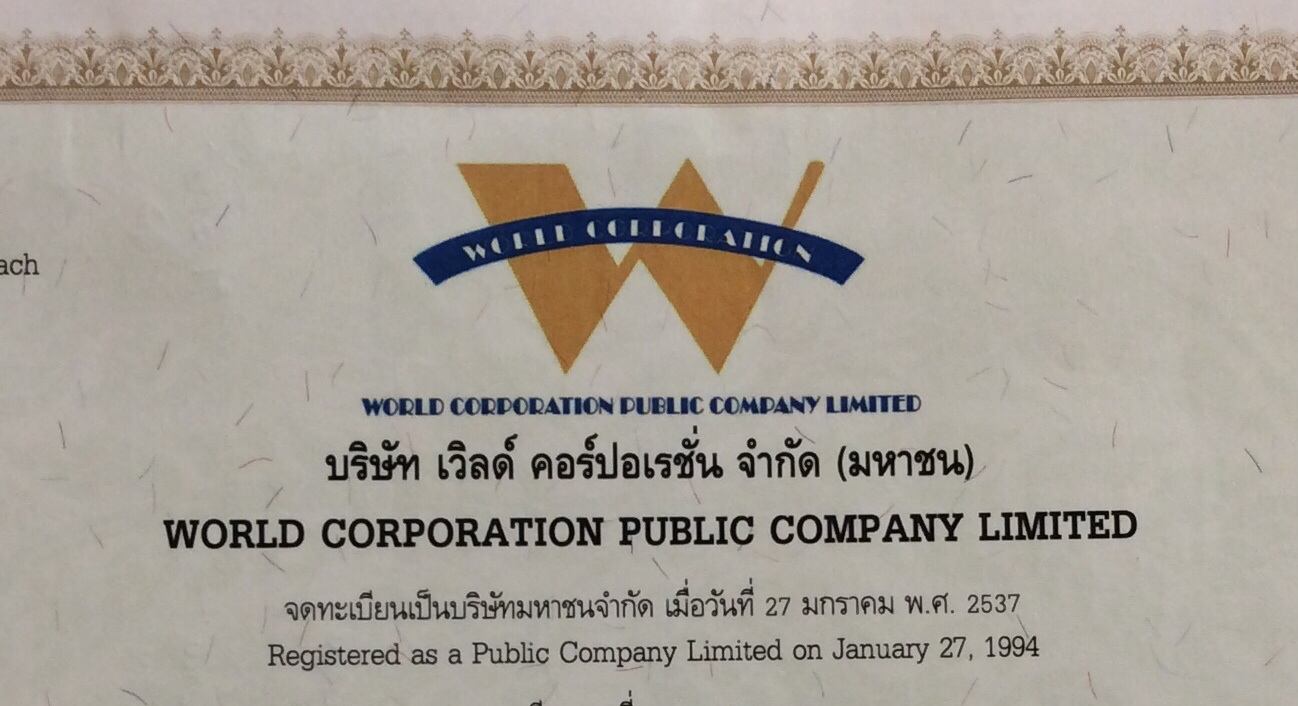 ach
WORLD CORPORATION
WORLD CORPORATION PUBLIC COMPANY LIMITED
บริษัท เวิลด์ คอร์ปอเรชั่น จำกัด (มหาชน)
WORLD CORPORATION PUBLIC COMPANY LIMITED
จดทะเบียนเป็นบริษัทมหาชนจำกัด เมื่อวันที่ 27 มกราคม พ.ศ. 2537
Registered as a Public Company Limited on January 27, 1994